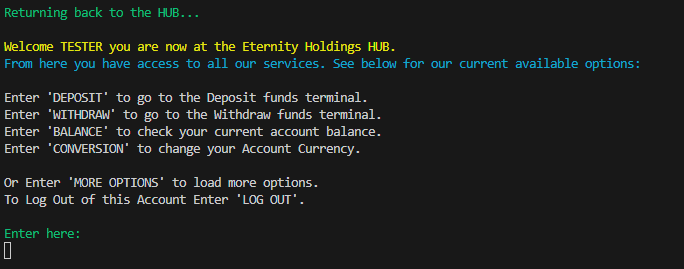 Returning back to the HUB...
Welcome TESTER you are now at the Eternity Holdings HUB.
From here you have access to all our services. See below for our current available options:
Enter 'DEPOSIT' to go to the Deposit funds terminal.
Enter 'WITHDRAW' to go to the Withdraw funds terminal.
Enter 'BALANCE' to check your current account balance.
Enter 'CONVERSION' to change your Account Currency.
Or Enter 'MORE OPTIONS' to load more options.
To Log Out of this Account Enter 'LOG OUT'.
Enter here: